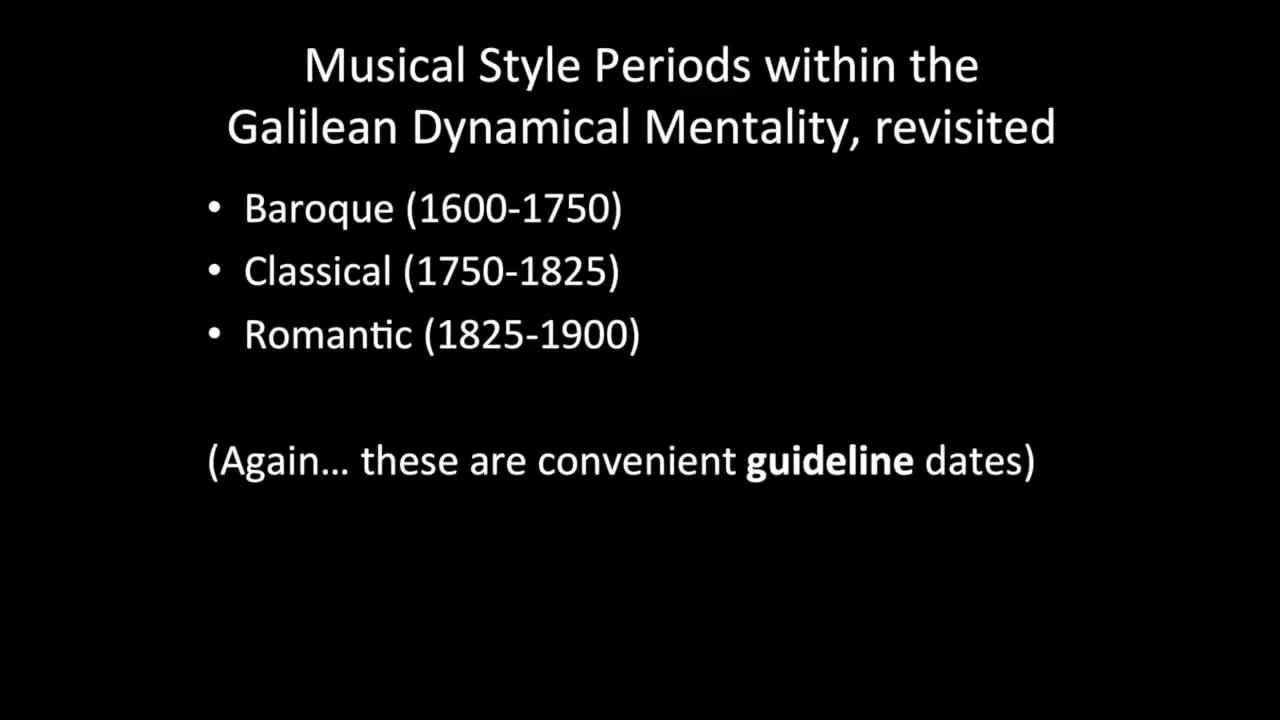 Musical Style Periods within the
Galilean Dynamical Mentality, revisited
• Baroque (1600-1750)
• Classical (1750-1825)
• Romantic (1825-1900)
(Again... these are convenient guideline dates)